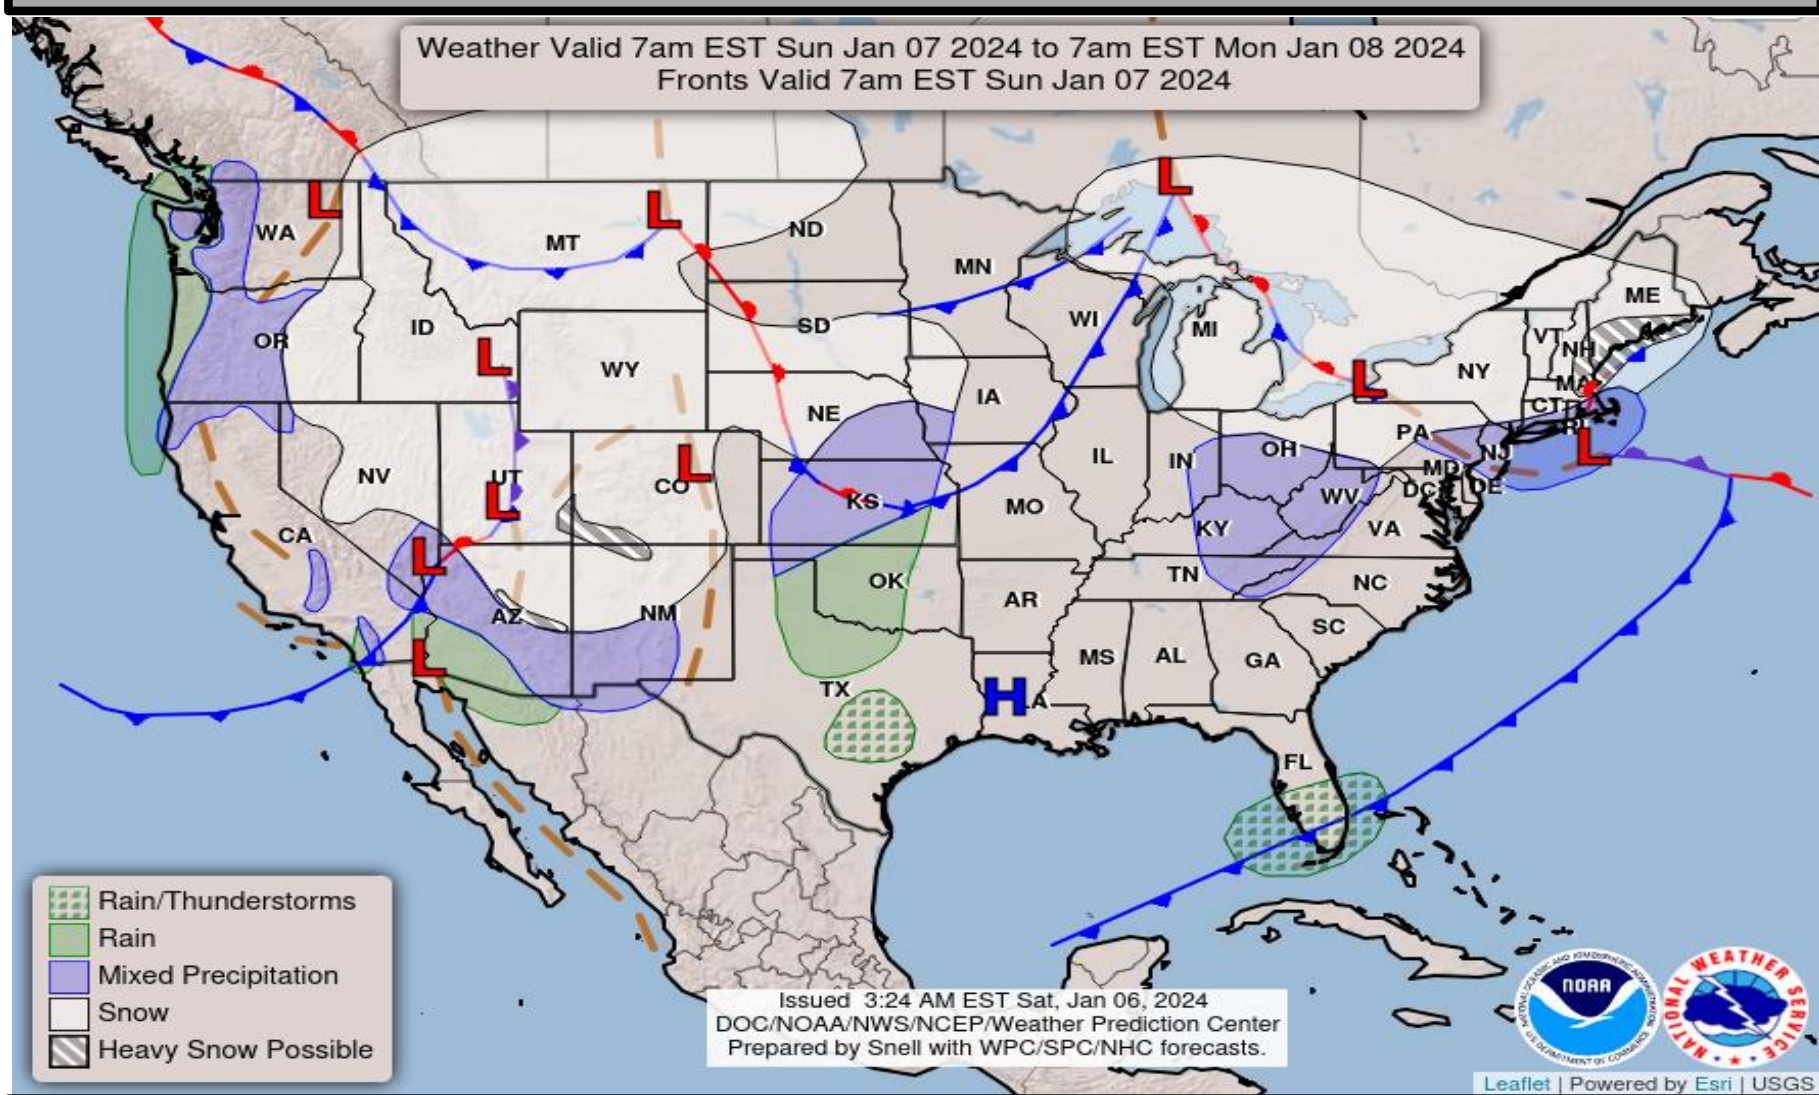 Weather Valid 7am EST Sun Jan 07 2024 to 7am EST Mon Jan 08 2024
Fronts Valid 7am EST Sun Jan 07 2024
L
L
L
WA
MT
ND
MN
ME
OR
ID
SD
WI
MI
VT
NH
L
WY
L
NY
MA
NE
IA
CT
RI
PA
NV
UT
L
CO
L
KS
MO
IL
IN
OH
WV
MD
DC
DE
NJ
L
CA
L
KY
VA
AZ
NM
OK
AR
TN
NC
L
TX
H
LA
MS
AL
GA
SC
FL
Rain/Thunderstorms
Rain
Mixed Precipitation
Snow
Heavy Snow Possible
Issued 3:24 AM EST Sat, Jan 06, 2024
DOC/NOAA/NWS/NCEP/Weather Prediction Center
Prepared by Snell with WPC/SPC/NHC forecasts.
NOAA
NATIONAL WEATHER SERVICE
Leaflet | Powered by Esri | USGS